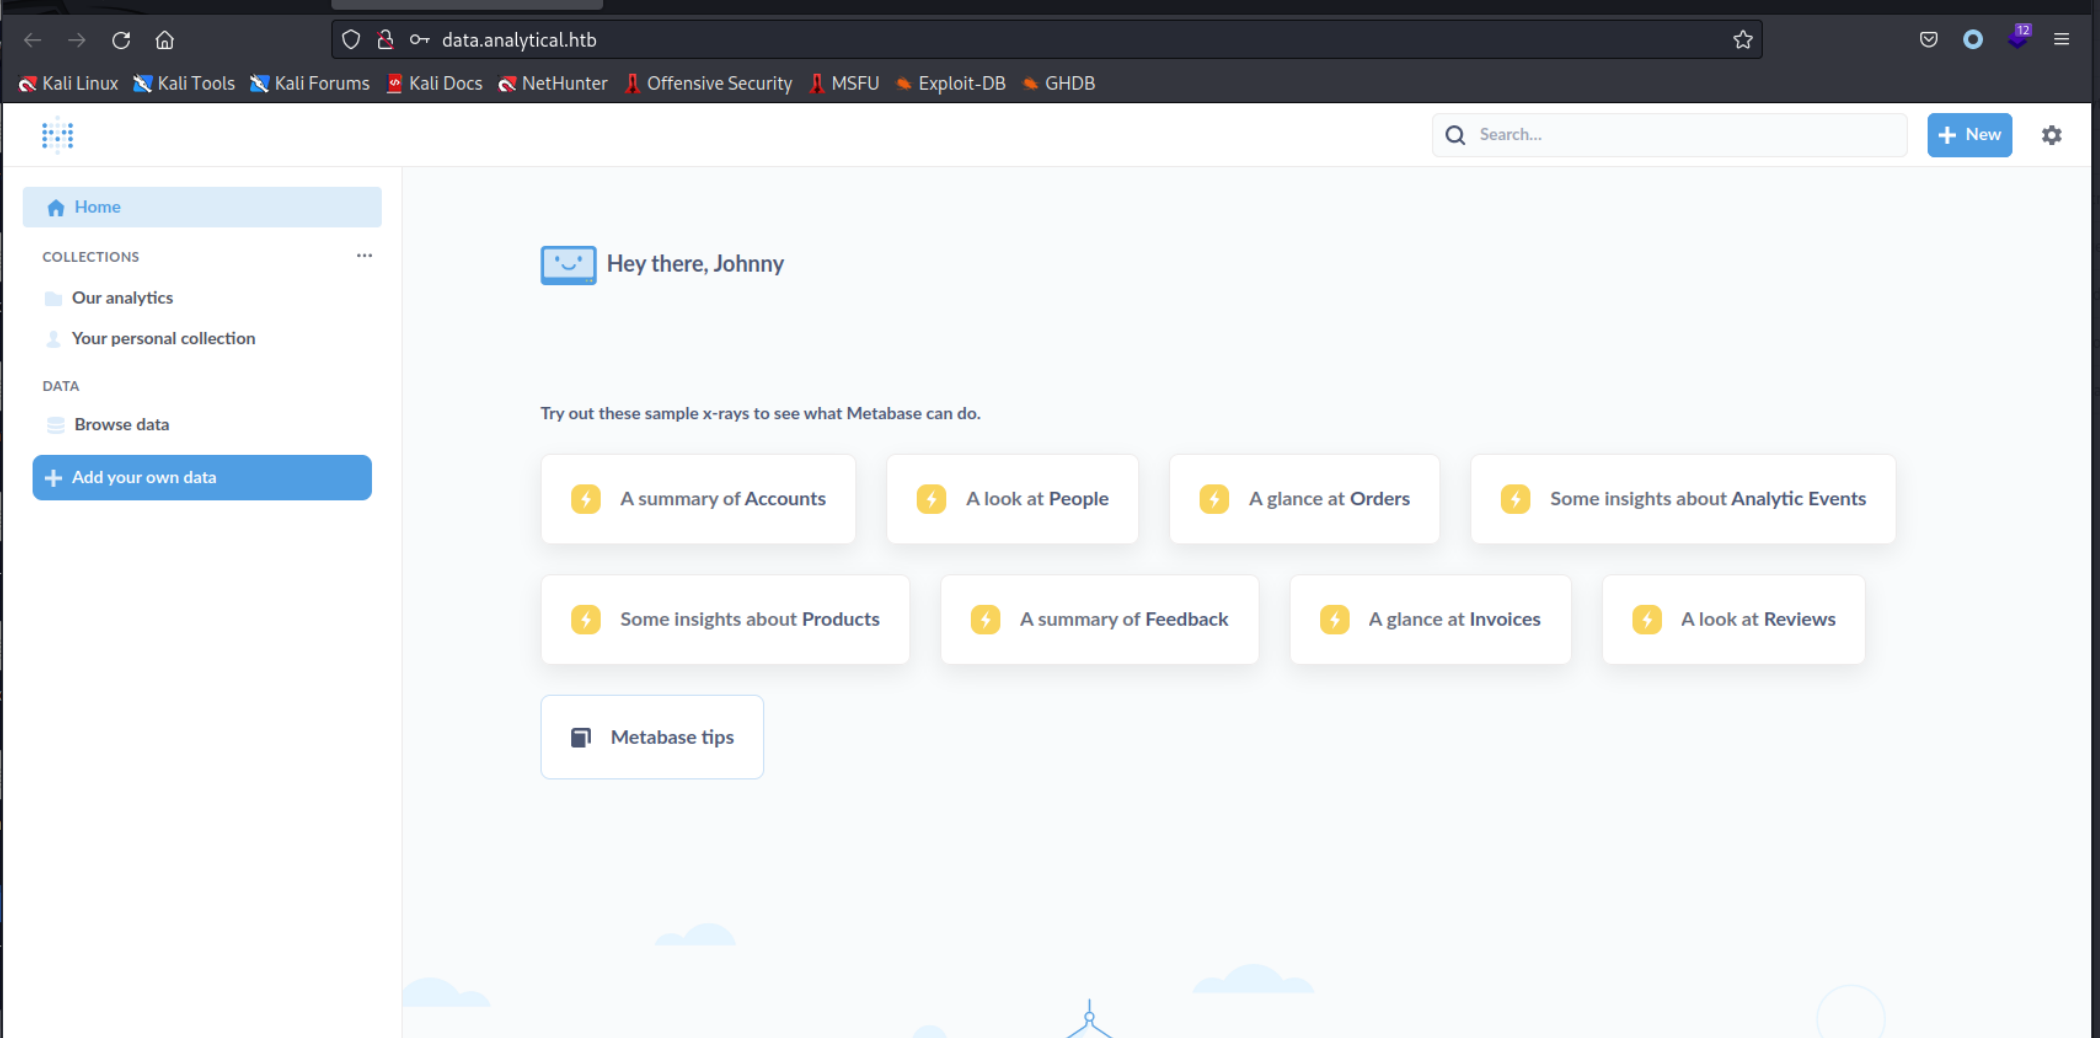 data.analytical.htb
12
Kali Linux Kali Tools Kali Forums Kali Docs NetHunter Offensive Security MSFU Exploit-DB GHDB
Search...
New
Home
COLLECTIONS
Our analytics
Your personal collection
DATA
Browse data
Add your own data
Hey there, Johnny
Try out these sample x-rays to see what Metabase can do.
A summary of Accounts
A look at People
A glance at Orders
Some insights about Analytic Events
Some insights about Products
A summary of Feedback
A glance at Invoices
A look at Reviews
Metabase tips